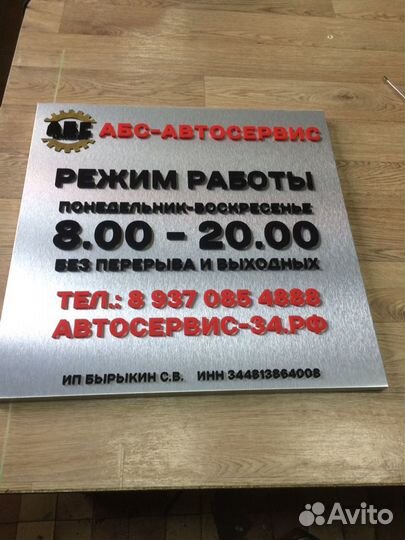 АВС АБС-АВТОСЕРВИС
РЕЖИМ РАБОТЫ
ПОНЕДЕЛЬНИК-ВОСКРЕСЕНЬЕ
8.00 - 20.00
БЕЗ ПЕРЕРЫВА И ВЫХОДНЫХ
ТЕЛ.: 8 937 085 4888
АВТОСЕРВИС-34.РФ
ИП БЫРЫКИН С.В. ИНН 344813864008
Avito